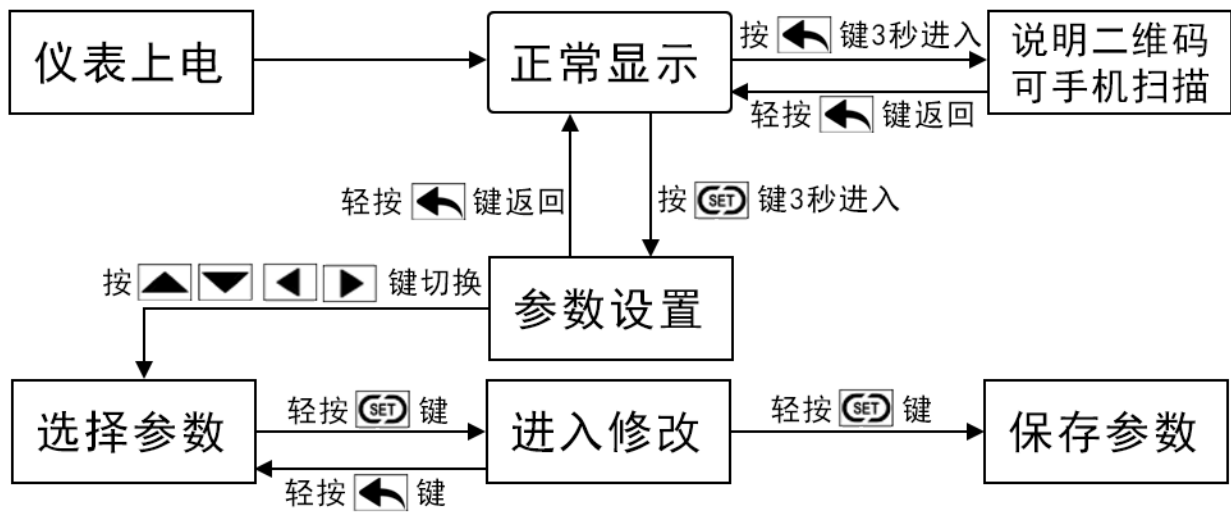 仪表上电
正常显示
按 键3秒进入
轻按 键返回
说明二维码
可手机扫描
轻按 键返回
按 SET 键3秒进入
按 键切换
参数设置
选择参数
轻按 SET 键
轻按 键
进入修改
轻按 SET 键
保存参数